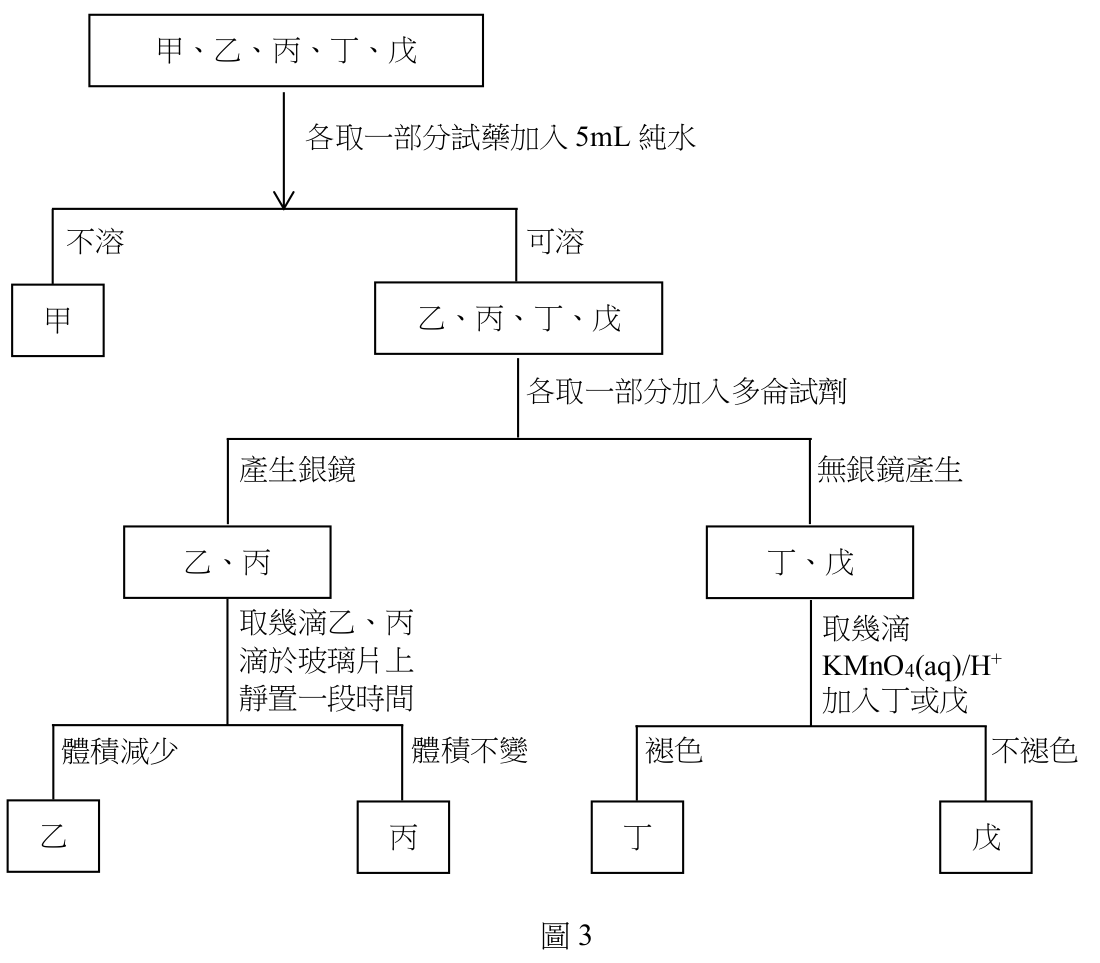 甲、乙、丙、丁、戊
各取一部分試藥加入 5mL 純水
不溶
可溶
甲
乙、丙、丁、戊
各取一部分加入多侖試劑
產生銀鏡
無銀鏡產生
乙、丙
丁、戊
取幾滴乙、丙
滴於玻璃片上
靜置一段時間
取幾滴
KMnO₄(aq)/H⁺
加入丁或戊
體積減少
體積不變
褪色
不褪色
乙
丙
丁
戊
圖 3